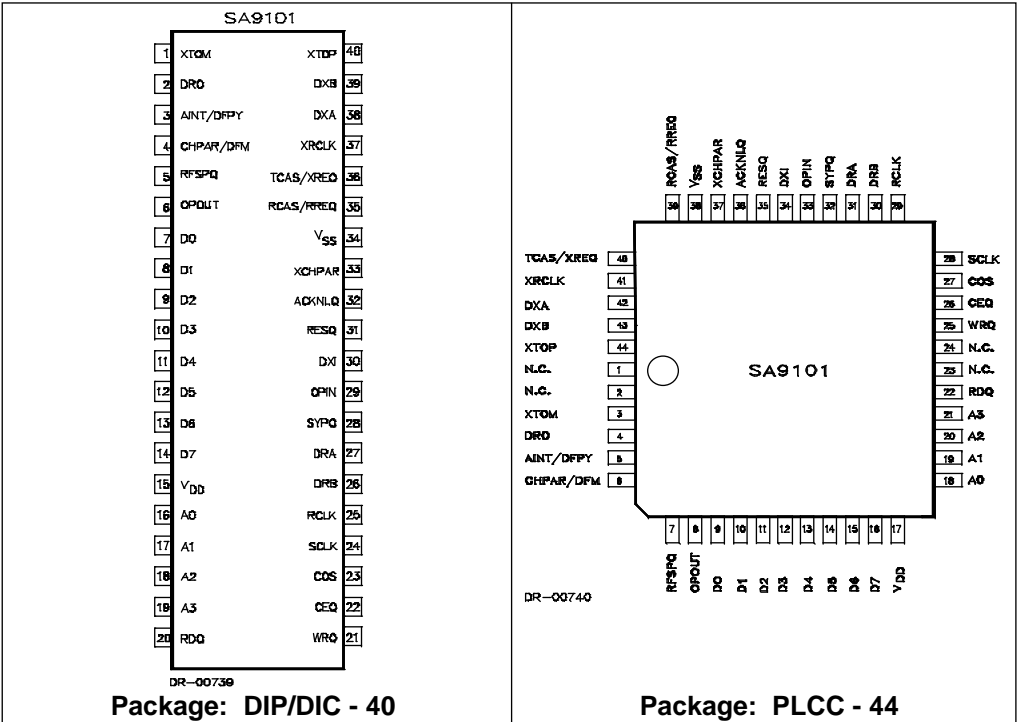 SA9101
1 XTOM XTOP 40
2 DRO DXB 39
3 AINT/DFPY DXA 38
4 CHPAR/DFM XRCLK 37
5 RFSPQ TCAS/XREQ 36
6 OPOUT RCAS/RREQ 35
7 D0 VSS 34
8 D1 XCHPAR 33
9 D2 ACKNLQ 32
10 D3 RESQ 31
11 D4 DXI 30
12 D5 OPIN 29
13 D6 SYPQ 28
14 D7 DRA 27
15 VDD DRB 26
16 A0 RCLK 25
17 A1 SCLK 24
18 A2 COS 23
19 A3 CEQ 22
20 RDQ WRQ 21
DR-00739
Package: DIP/DIC - 40
RCAS/RREQ VSS XCHPAR ACKNLQ RESQ DXI OPIN SYPQ DRA DRB RCLK
39 38 37 36 35 34 33 32 31 30 29
TCAS/XREQ 40 28 SCLK
XRCLK 41 27 COS
DXA 42 26 CEQ
DXB 43 25 WRQ
XTOP 44 24 N.C.
N.C. 1 SA9101 23 N.C.
N.C. 2 22 RDQ
XTOM 3 21 A3
DRO 4 20 A2
AINT/DFPY 5 19 A1
CHPAR/DFM 6 18 A0
7 8 9 10 11 12 13 14 15 16 17
RFSPQ OPOUT D0 D1 D2 D3 D4 D5 D6 D7 VDD
DR-00740
Package: PLCC - 44